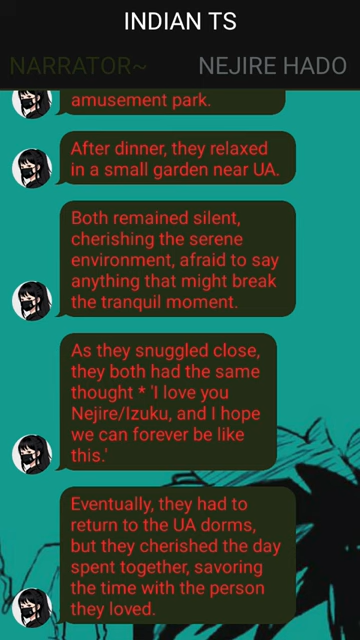 INDIAN TS
NARRATOR~ NEJIRE HADO
amusement park.
After dinner, they relaxed
in a small garden near UA.
Both remained silent,
cherishing the serene
environment, afraid to say
anything that might break
the tranquil moment.
As they snuggled close,
they both had the same
thought * 'I love you
Nejire/Izuku, and I hope
we can forever be like
this.'
Eventually, they had to
return to the UA dorms,
but they cherished the day
spent together, savoring
the time with the person
they loved.